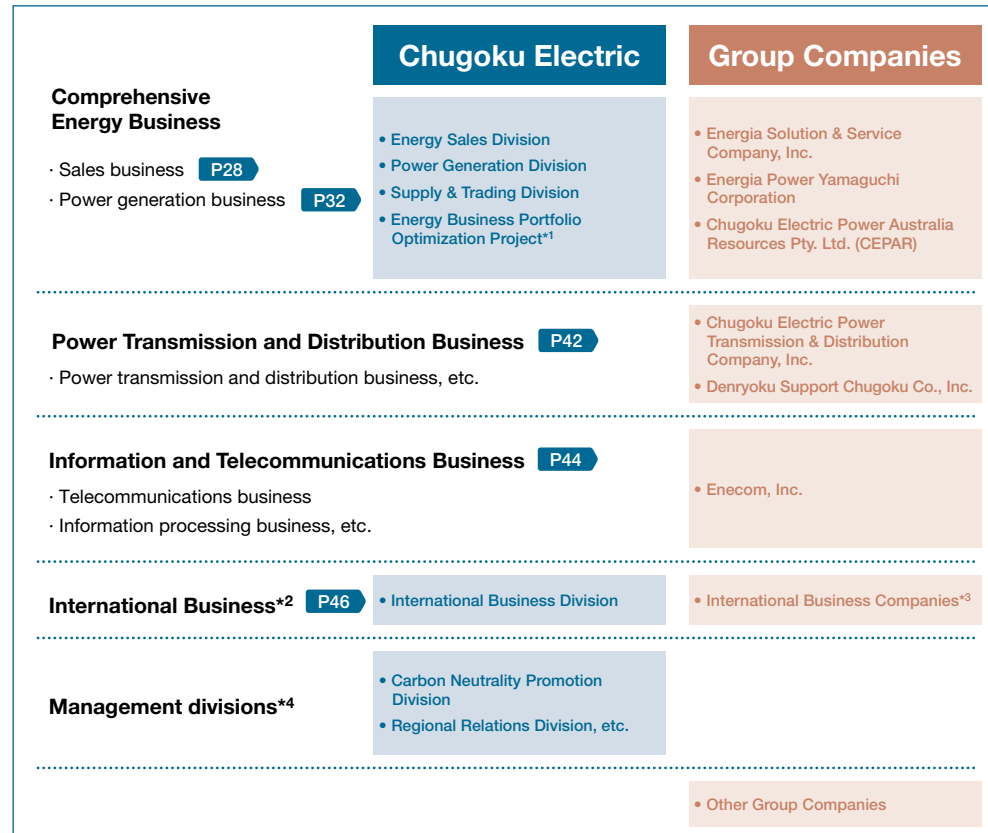 Chugoku Electric
Group Companies
Comprehensive
Energy Business
· Sales business P28
· Power generation business P32
• Energy Sales Division
• Power Generation Division
• Supply & Trading Division
• Energy Business Portfolio
Optimization Project*1
• Energia Solution & Service
Company, Inc.
• Energia Power Yamaguchi
Corporation
• Chugoku Electric Power Australia
Resources Pty. Ltd. (CEPAR)
Power Transmission and Distribution Business P42
· Power transmission and distribution business, etc.
• Chugoku Electric Power
Transmission & Distribution
Company, Inc.
• Denryoku Support Chugoku Co., Inc.
Information and Telecommunications Business P44
· Telecommunications business
· Information processing business, etc.
• Enecom, Inc.
International Business*2 P46
• International Business Division
• International Business Companies*3
Management divisions*4
• Carbon Neutrality Promotion
Division
• Regional Relations Division, etc.
• Other Group Companies